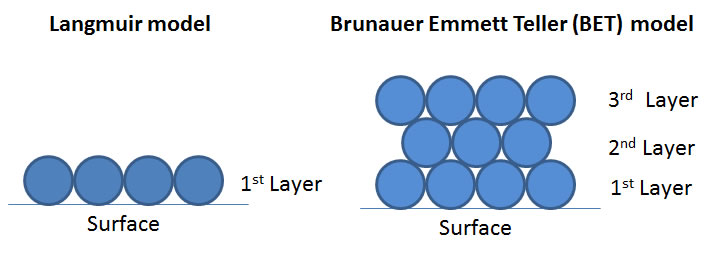 Langmuir model
1st Layer
Surface
Brunauer Emmett Teller (BET) model
3rd Layer
2nd Layer
1st Layer
Surface